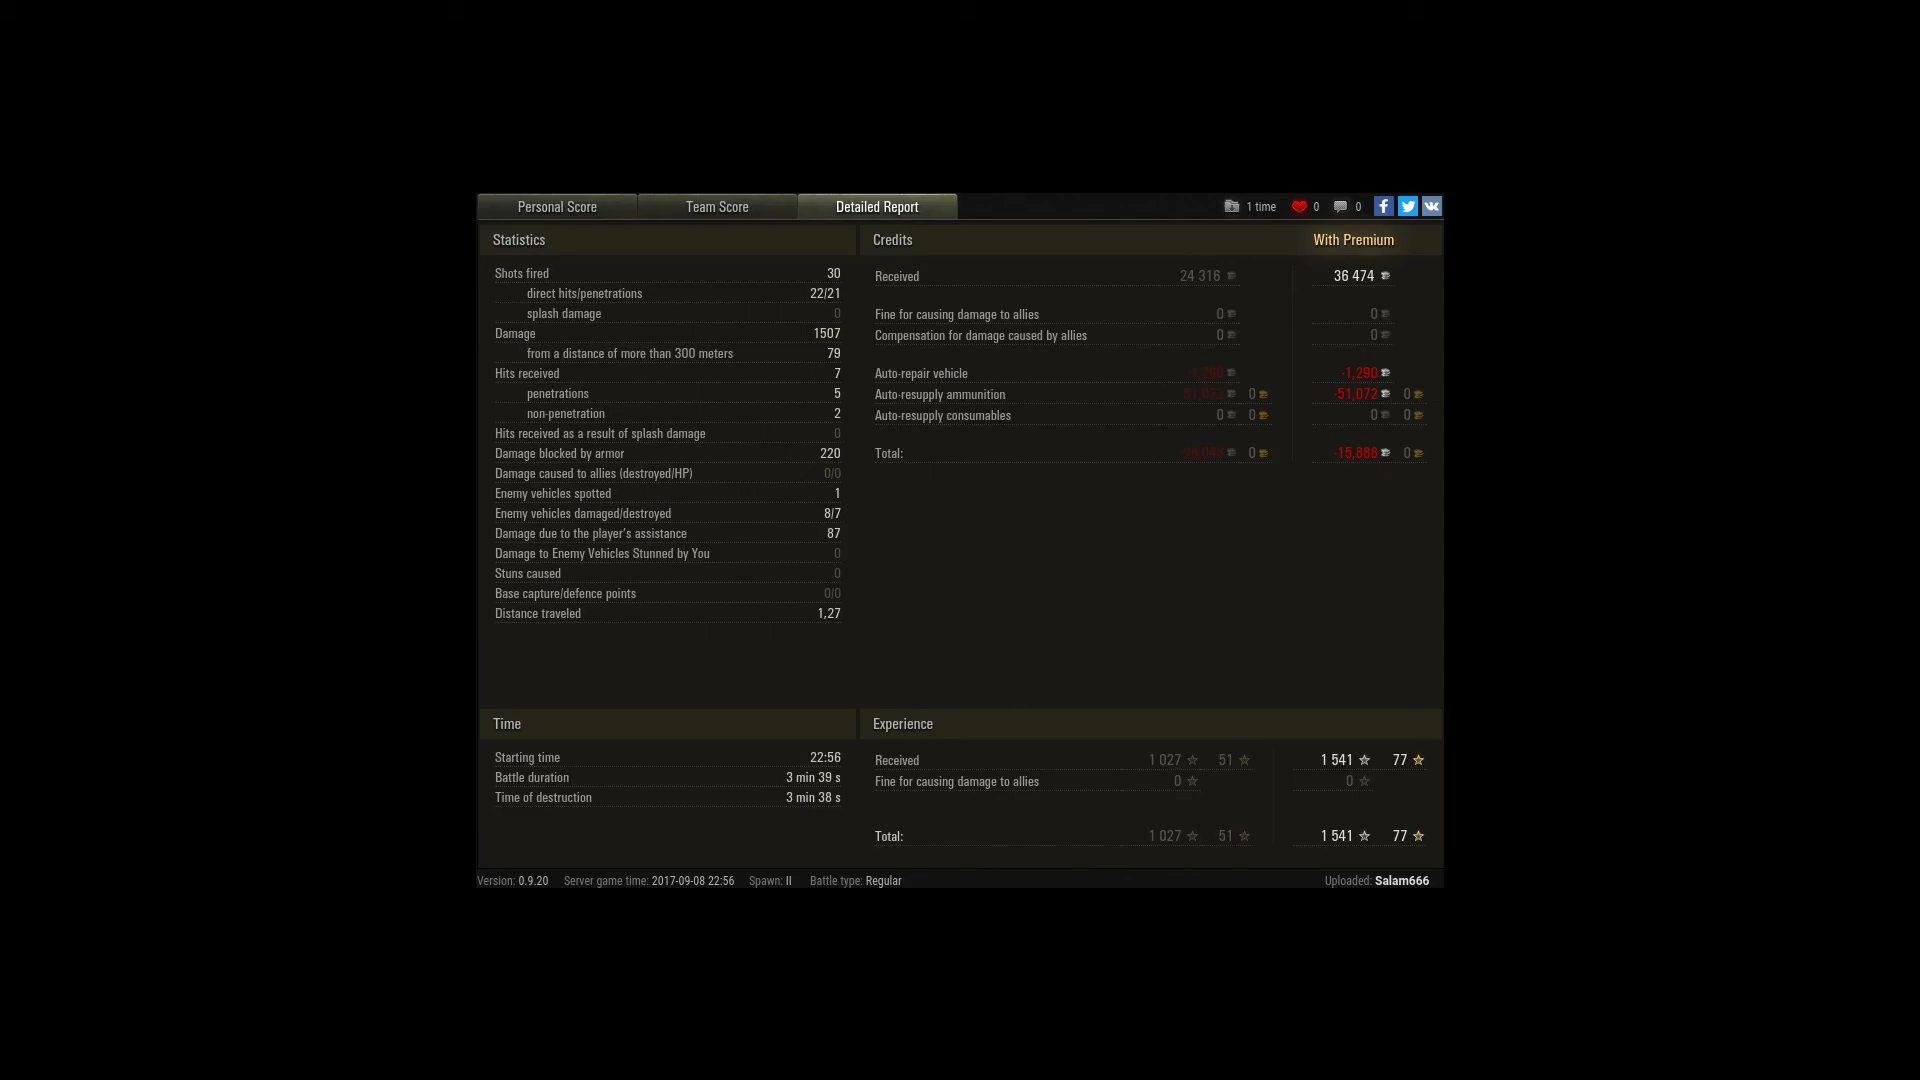 Personal Score Team Score Detailed Report 1 time 0 0
Statistics
Shots fired 30
direct hits/penetrations 22/21
splash damage 0
Damage 1507
from a distance of more than 300 meters 79
Hits received 7
penetrations 5
non-penetration 2
Hits received as a result of splash damage 0
Damage blocked by armor 220
Damage caused to allies (destroyed/HP) 0/0
Enemy vehicles spotted 1
Enemy vehicles damaged/destroyed 8/7
Damage due to the player's assistance 87
Damage to Enemy Vehicles Stunned by You 0
Stuns caused 0
Base capture/defence points 0/0
Distance traveled 1,27
Credits With Premium
Received 24 316 36 474
Fine for causing damage to allies 0 0
Compensation for damage caused by allies 0 0
Auto-repair vehicle -1,290 -1,290
Auto-resupply ammunition -51,072 0 -51,072 0
Auto-resupply consumables 0 0 0 0
Total: 0 -15,888 0
Time
Starting time 22:56
Battle duration 3 min 39 s
Time of destruction 3 min 38 s
Experience
Received 1 027 51 1 541 77
Fine for causing damage to allies 0 0
Total: 1 027 51 1 541 77
Version: 0.9.20 Server game time: 2017-09-08 22:56 Spawn: II Battle type: Regular Uploaded: Salam666